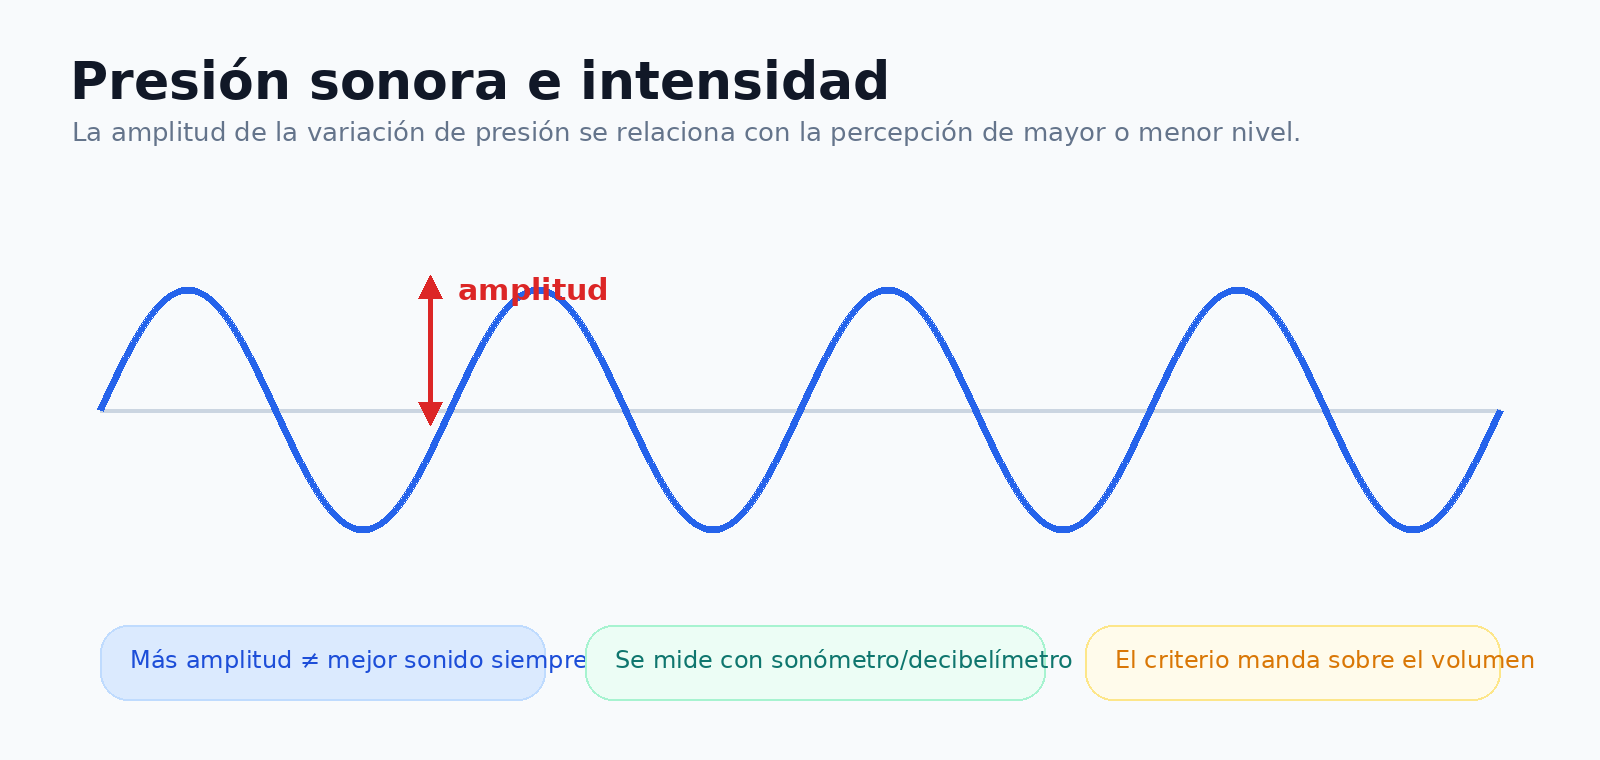 Presión sonora e intensidad
La amplitud de la variación de presión se relaciona con la percepción de mayor o menor nivel.
amplitud
Más amplitud ≠ mejor sonido siempre
Se mide con sonómetro/decibelímetro
El criterio manda sobre el volumen